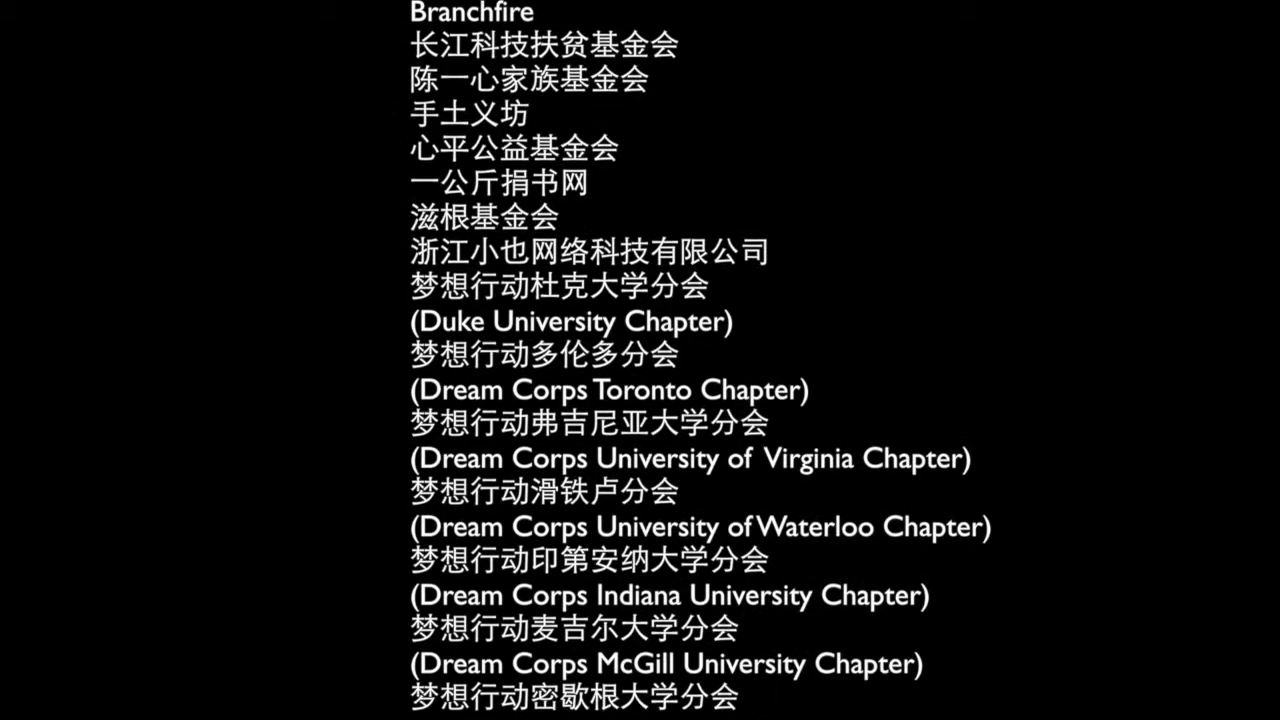 Branchfire
长江科技扶贫基金会
陈一心家族基金会
手土义坊
心平公益基金会
一公斤捐书网
滋根基金会
浙江小也网络科技有限公司
梦想行动杜克大学分会
(Duke University Chapter)
梦想行动多伦多分会
(Dream Corps Toronto Chapter)
梦想行动弗吉尼亚大学分会
(Dream Corps University of Virginia Chapter)
梦想行动滑铁卢分会
(Dream Corps University of Waterloo Chapter)
梦想行动印第安纳大学分会
(Dream Corps Indiana University Chapter)
梦想行动麦吉尔大学分会
(Dream Corps McGill University Chapter)
梦想行动密歇根大学分会